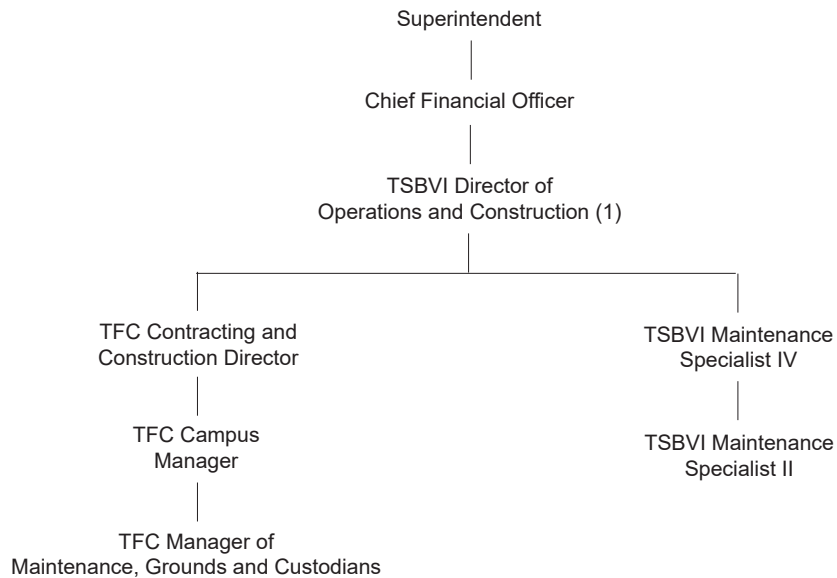 Superintendent
Chief Financial Officer
TSBVI Director of
Operations and Construction (1)
TFC Contracting and
Construction Director
TFC Campus
Manager
TFC Manager of
Maintenance, Grounds and Custodians
TSBVI Maintenance
Specialist IV
TSBVI Maintenance
Specialist II